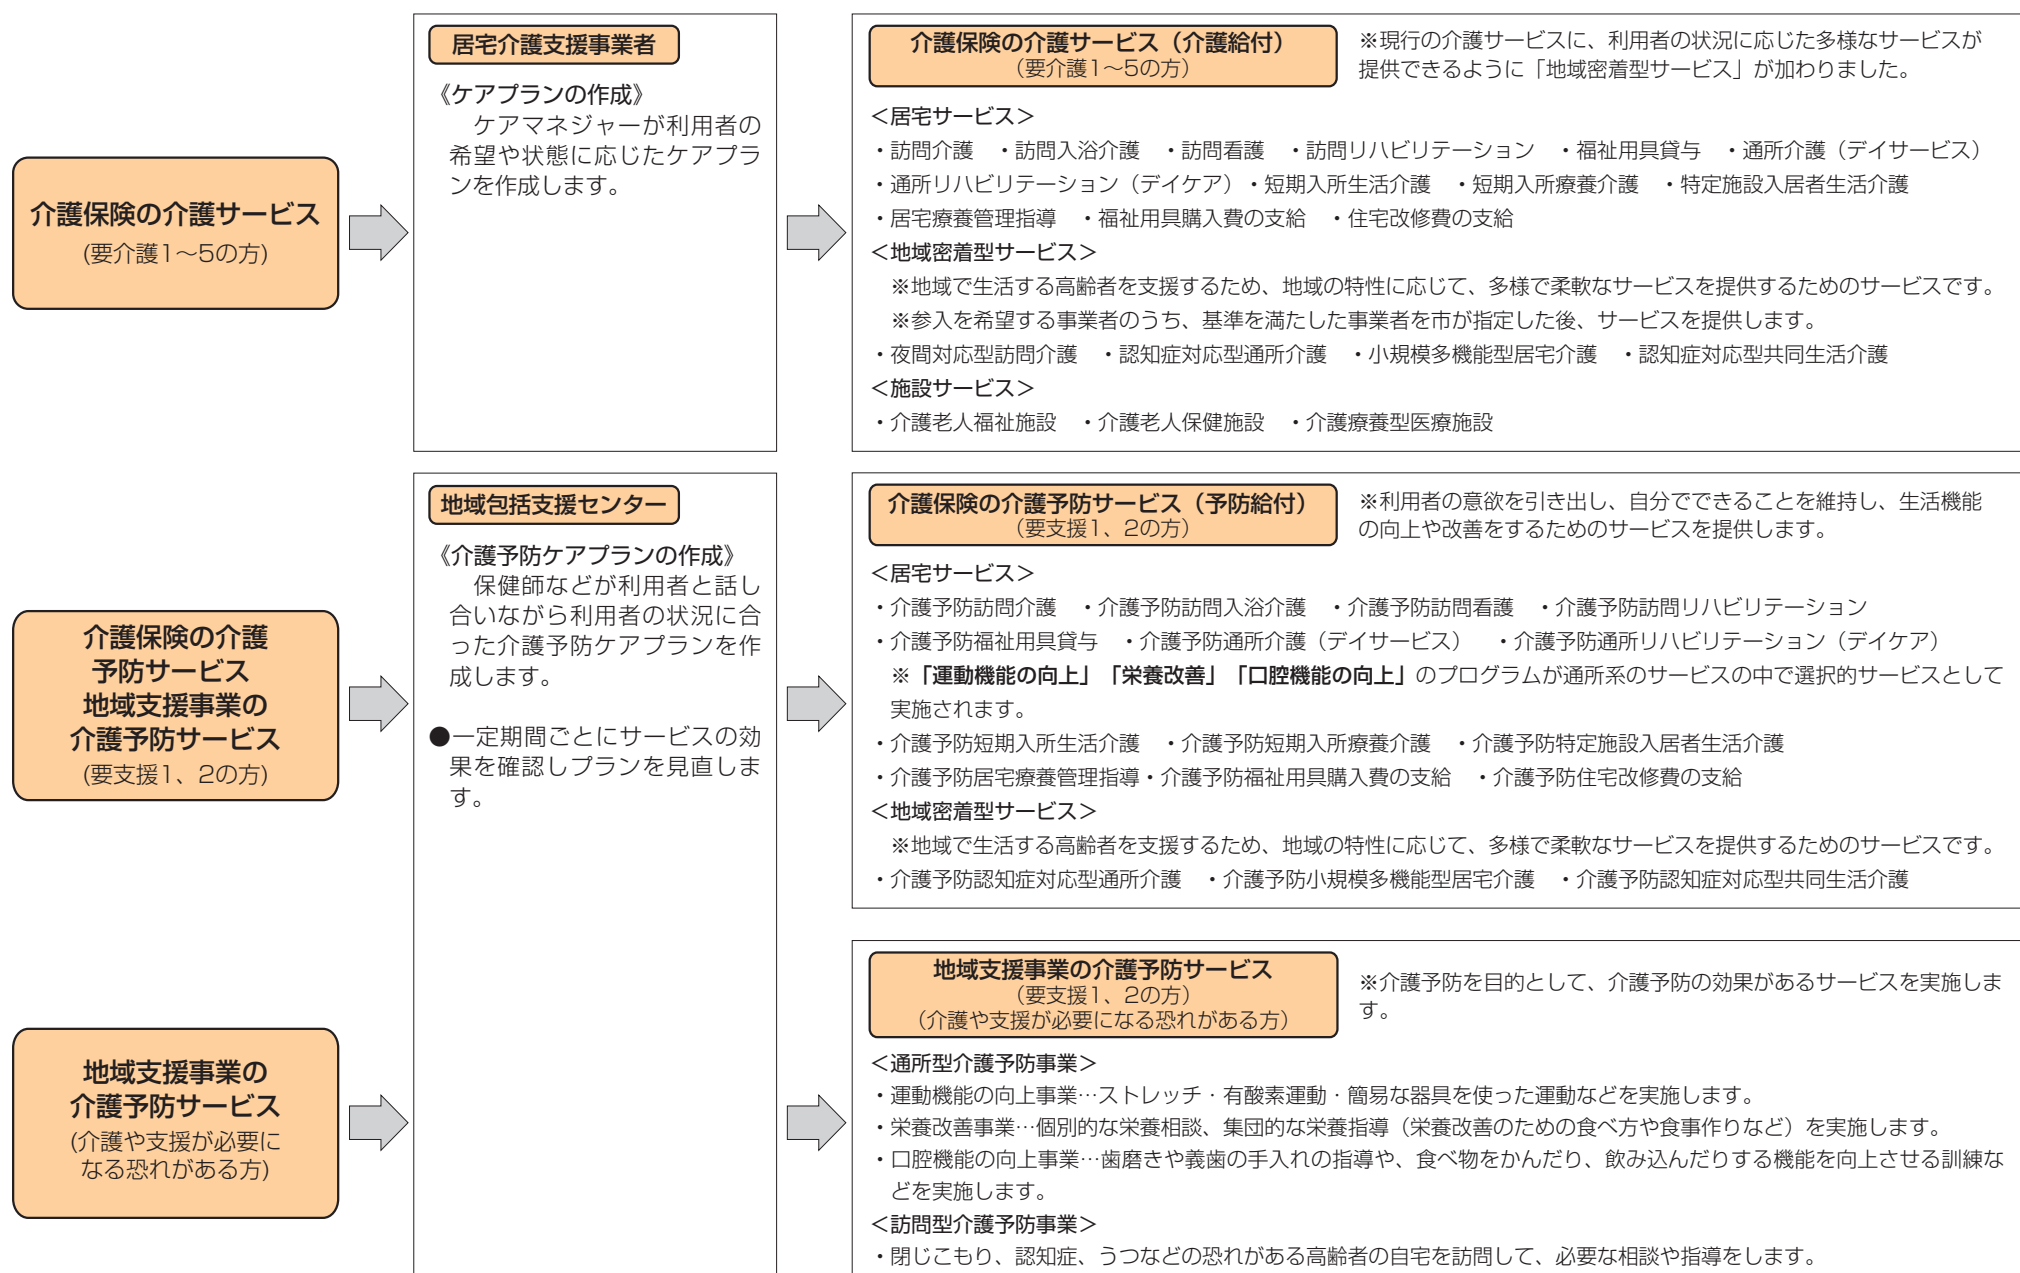 介護保険の介護サービス
(要介護1～5の方)
居宅介護支援事業者
《ケアプランの作成》
ケアマネジャーが利用者の
希望や状態に応じたケアプラ
ンを作成します。
介護保険の介護サービス（介護給付）
（要介護1～5の方）
※現行の介護サービスに、利用者の状況に応じた多様なサービスが
提供できるように「地域密着型サービス」が加わりました。
＜居宅サービス＞
・訪問介護　・訪問入浴介護　・訪問看護　・訪問リハビリテーション　・福祉用具貸与　・通所介護（デイサービス）
・通所リハビリテーション（デイケア）・短期入所生活介護　・短期入所療養介護　・特定施設入居者生活介護
・居宅療養管理指導　・福祉用具購入費の支給　・住宅改修費の支給
＜地域密着型サービス＞
※地域で生活する高齢者を支援するため、地域の特性に応じて、多様で柔軟なサービスを提供するためのサービスです。
※参入を希望する事業者のうち、基準を満たした事業者を市が指定した後、サービスを提供します。
・夜間対応型訪問介護　・認知症対応型通所介護　・小規模多機能型居宅介護　・認知症対応型共同生活介護
＜施設サービス＞
・介護老人福祉施設　・介護老人保健施設　・介護療養型医療施設
介護保険の介護
予防サービス
地域支援事業の
介護予防サービス
(要支援1、2の方)
地域包括支援センター
《介護予防ケアプランの作成》
保健師などが利用者と話し
合いながら利用者の状況に合
った介護予防ケアプランを作
成します。
●一定期間ごとにサービスの効
果を確認しプランを見直しま
す。
介護保険の介護予防サービス（予防給付）
（要支援1、2の方）
※利用者の意欲を引き出し、自分でできることを維持し、生活機能
の向上や改善をするためのサービスを提供します。
＜居宅サービス＞
・介護予防訪問介護　・介護予防訪問入浴介護　・介護予防訪問看護　・介護予防訪問リハビリテーション
・介護予防福祉用具貸与　・介護予防通所介護（デイサービス）　・介護予防通所リハビリテーション（デイケア）
※「運動機能の向上」「栄養改善」「口腔機能の向上」のプログラムが通所系のサービスの中で選択的サービスとして
実施されます。
・介護予防短期入所生活介護　・介護予防短期入所療養介護　・介護予防特定施設入居者生活介護
・介護予防居宅療養管理指導・介護予防福祉用具購入費の支給　・介護予防住宅改修費の支給
＜地域密着型サービス＞
※地域で生活する高齢者を支援するため、地域の特性に応じて、多様で柔軟なサービスを提供するためのサービスです。
・介護予防認知症対応型通所介護　・介護予防小規模多機能型居宅介護　・介護予防認知症対応型共同生活介護
地域支援事業の
介護予防サービス
(介護や支援が必要に
なる恐れがある方)
地域支援事業の介護予防サービス
（要支援1、2の方）
（介護や支援が必要になる恐れがある方）
※介護予防を目的として、介護予防の効果があるサービスを実施しま
す。
＜通所型介護予防事業＞
・運動機能の向上事業…ストレッチ・有酸素運動・簡易な器具を使った運動などを実施します。
・栄養改善事業…個別的な栄養相談、集団的な栄養指導（栄養改善のための食べ方や食事作りなど）を実施します。
・口腔機能の向上事業…歯磨きや義歯の手入れの指導や、食べ物をかんだり、飲み込んだりする機能を向上させる訓練な
どを実施します。
＜訪問型介護予防事業＞
・閉じこもり、認知症、うつなどの恐れがある高齢者の自宅を訪問して、必要な相談や指導をします。